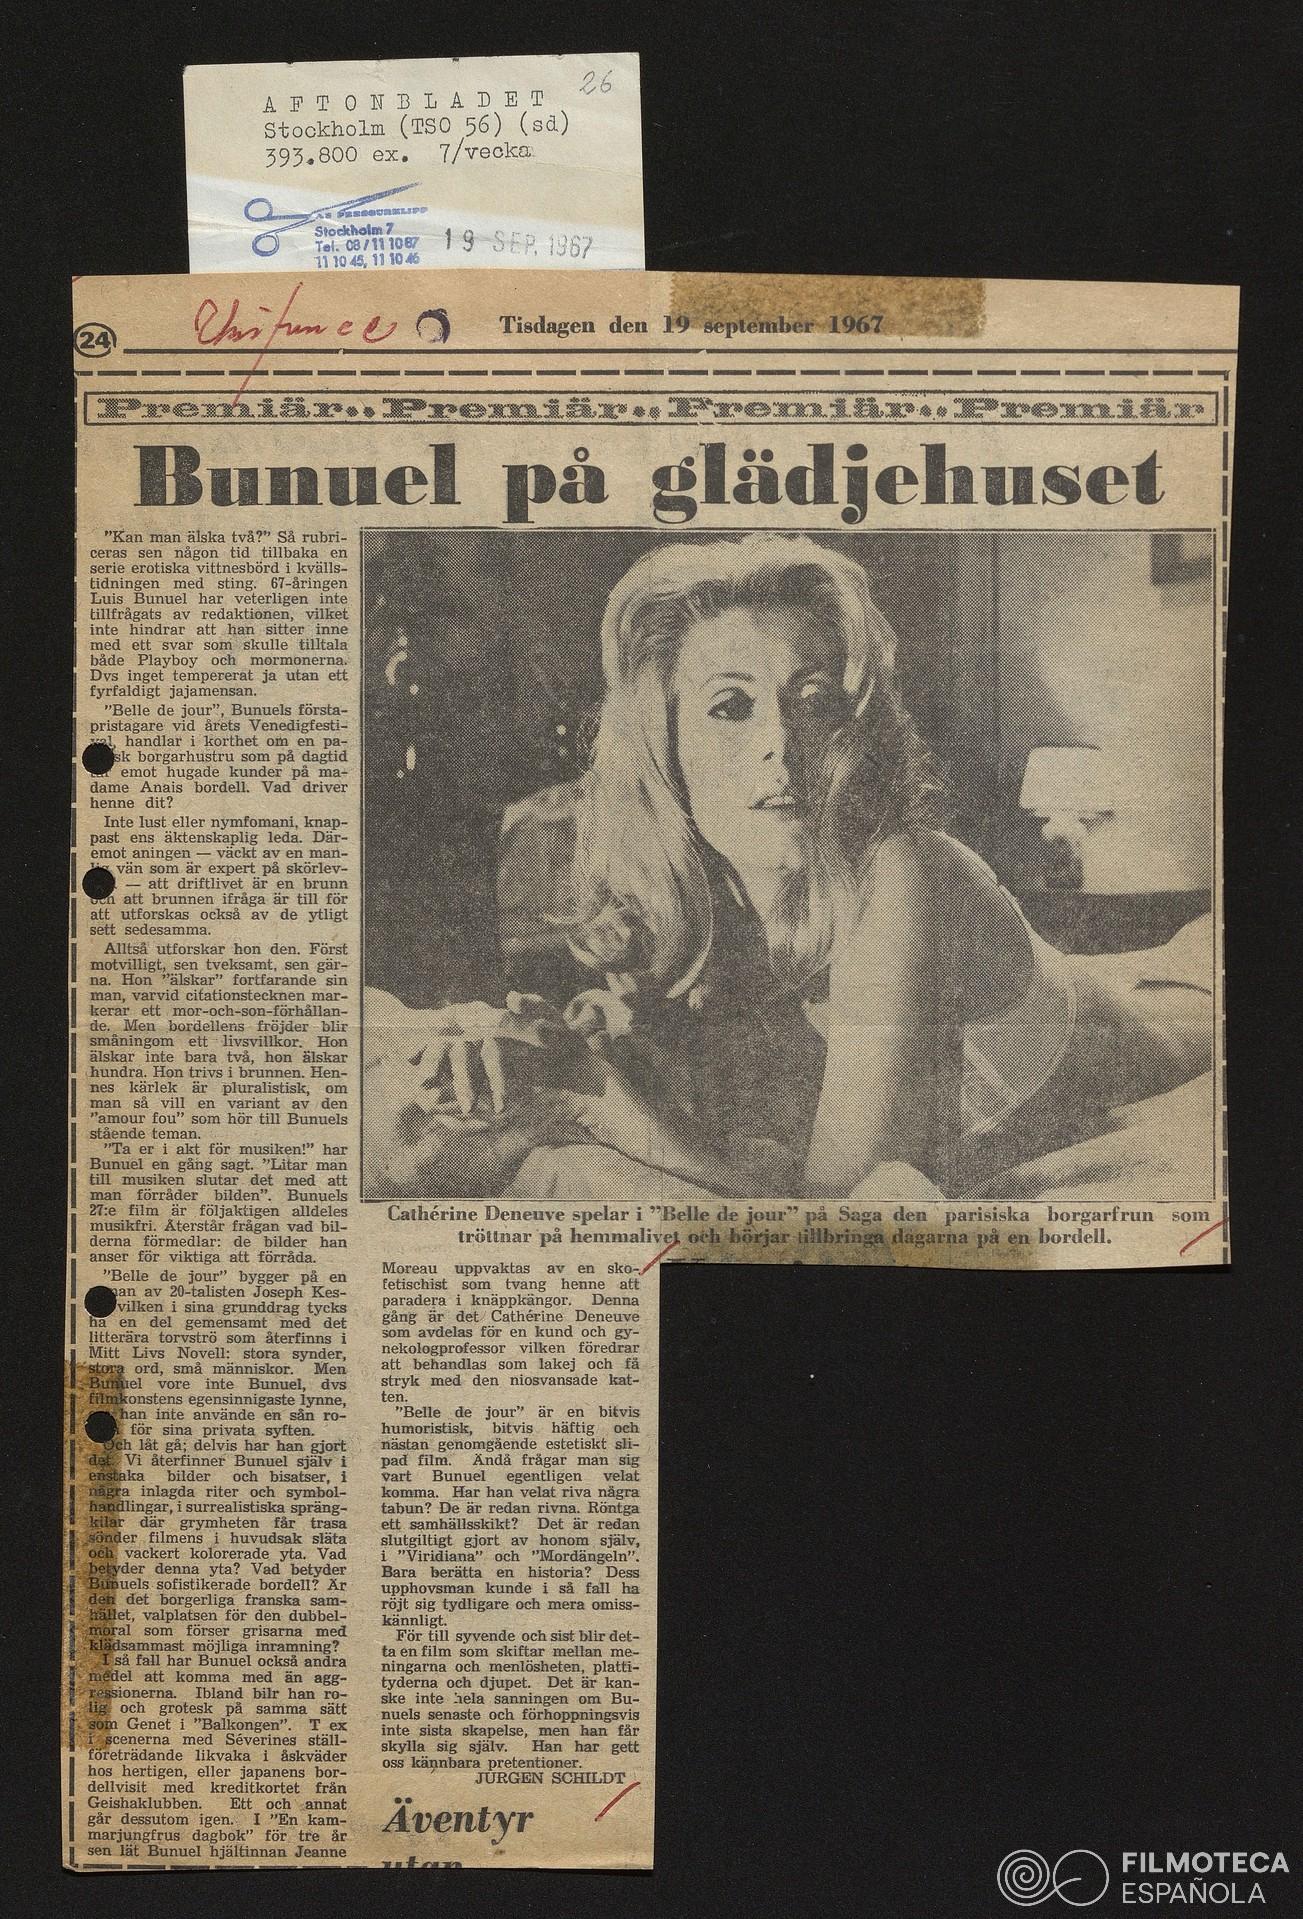 26
AFTONBLADET
Stockholm (TSO 56) (sd)
393.800 ex. 7/vecka
AB PRESSURKLIPP
Stockholm 7
Tel. 08/11 10 87
11 10 45, 11 10 46
19 SEP. 1967
24
Tisdagen den 19 september 1967
Premiär..Premiär..Premiär..Premiär
Bunuel på glädjehuset
"Kan man älska två?" Så rubri-
ceras sen någon tid tillbaka en
serie erotiska vittnesbörd i kvälls-
tidningen med sting. 67-åringen
Luis Bunuel har veterligen inte
tillfrågats av redaktionen, vilket
inte hindrar att han sitter inne
med ett svar som skulle tilltala
både Playboy och mormonerna.
Dvs inget tempererat ja utan ett
fyrfaldigt jajamensan.
"Belle de jour", Bunuels första-
pristagare vid årets Venedigfesti-
val, handlar i korthet om en pa-
sk borgarhustru som på dagtid
emot hugade kunder på ma-
dame Anais bordell. Vad driver
henne dit?
Inte lust eller nymfomani, knap-
past ens äktenskaplig leda. Där-
emot aningen — väckt av en man-
lig vän som är expert på skörlev-
— att driftlivet är en brunn
och att brunnen ifråga är till för
att utforskas också av de ytligt
sett sedesamma.
Alltså utforskar hon den. Först
motvilligt, sen tveksamt, sen gär-
na. Hon "älskar" fortfarande sin
man, varvid citationstecknen mar-
kerar ett mor-och-son-förhållan-
de. Men bordellens fröjder blir
småningom ett livsvillkor. Hon
älskar inte bara två, hon älskar
hundra. Hon trivs i brunnen. Hen-
nes kärlek är pluralistisk, om
man så vill en variant av den
"amour fou" som hör till Bunuels
stående teman.
"Ta er i akt för musiken!" har
Bunuel en gång sagt. "Litar man
till musiken slutar det med att
man förråder bilden". Bunuels
27:e film är följaktigen alldeles
musikfri. Återstår frågan vad bil-
derna förmedlar: de bilder han
anser för viktiga att förråda.
"Belle de jour" bygger på en
man av 20-talisten Joseph Kes-
vilken i sina grunddrag tycks
ha en del gemensamt med det
litterära torvströ som återfinns i
Mitt Livs Novell: stora synder,
stora ord, små människor. Men
Bunuel vore inte Bunuel, dvs
filmkonstens egensinnigaste lynne,
han inte använde en sån ro-
för sina privata syften.
Och låt gå; delvis har han gjort
det. Vi återfinner Bunuel själv i
enstaka bilder och bisatser, i
några inlagda riter och symbol-
handlingar, i surrealistiska spräng-
kilar där grymheten får trasa
sönder filmens i huvudsak släta
och vackert kolorerade yta. Vad
betyder denna yta? Vad betyder
Bunuels sofistikerade bordell? Är
den det borgerliga franska sam-
hället, valplatsen för den dubbel-
moral som förser grisarna med
klädsammast möjliga inramning?
I så fall har Bunuel också andra
medel att komma med än agg-
ressionerna. Ibland bilr han ro-
lig och grotesk på samma sätt
som Genet i "Balkongen". T ex
i scenerna med Séverines ställ-
företrädande likvaka i åskväder
hos hertigen, eller japanens bor-
dellvisit med kreditkortet från
Geishaklubben. Ett och annat
går dessutom igen. I "En kam-
marjungfrus dagbok" för tre år
sen lät Bunuel hjältinnan Jeanne
Cathérine Deneuve spelar i "Belle de jour" på Saga den parisiska borgarfrun som
tröttnar på hemmalivet och börjar tillbringa dagarna på en bordell.
Moreau uppvaktas av en sko-
fetischist som tvang henne att
paradera i knäppkängor. Denna
gång är det Cathérine Deneuve
som avdelas för en kund och gy-
nekologprofessor vilken föredrar
att behandlas som lakej och få
stryk med den niosvansade kat-
ten.
"Belle de jour" är en bitvis
humoristisk, bitvis häftig och
nästan genomgående estetiskt sli-
pad film. Ändå frågar man sig
vart Bunuel egentligen velat
komma. Har han velat riva några
tabun? De är redan rivna. Röntga
ett samhällsskikt? Det är redan
slutgiltigt gjort av honom själv,
i "Viridiana" och "Mordängeln".
Bara berätta en historia? Dess
upphovsman kunde i så fall ha
röjt sig tydligare och mera omiss-
kännligt.
För till syvende och sist blir det-
ta en film som skiftar mellan me-
ningarna och menlösheten, platti-
tyderna och djupet. Det är kan-
ske inte hela sanningen om Bu-
nuels senaste och förhoppningsvis
inte sista skapelse, men han får
skylla sig själv. Han har gett
oss kännbara pretentioner.
JURGEN SCHILDT
Äventyr
utan
FILMOTECA
ESPAÑOLA